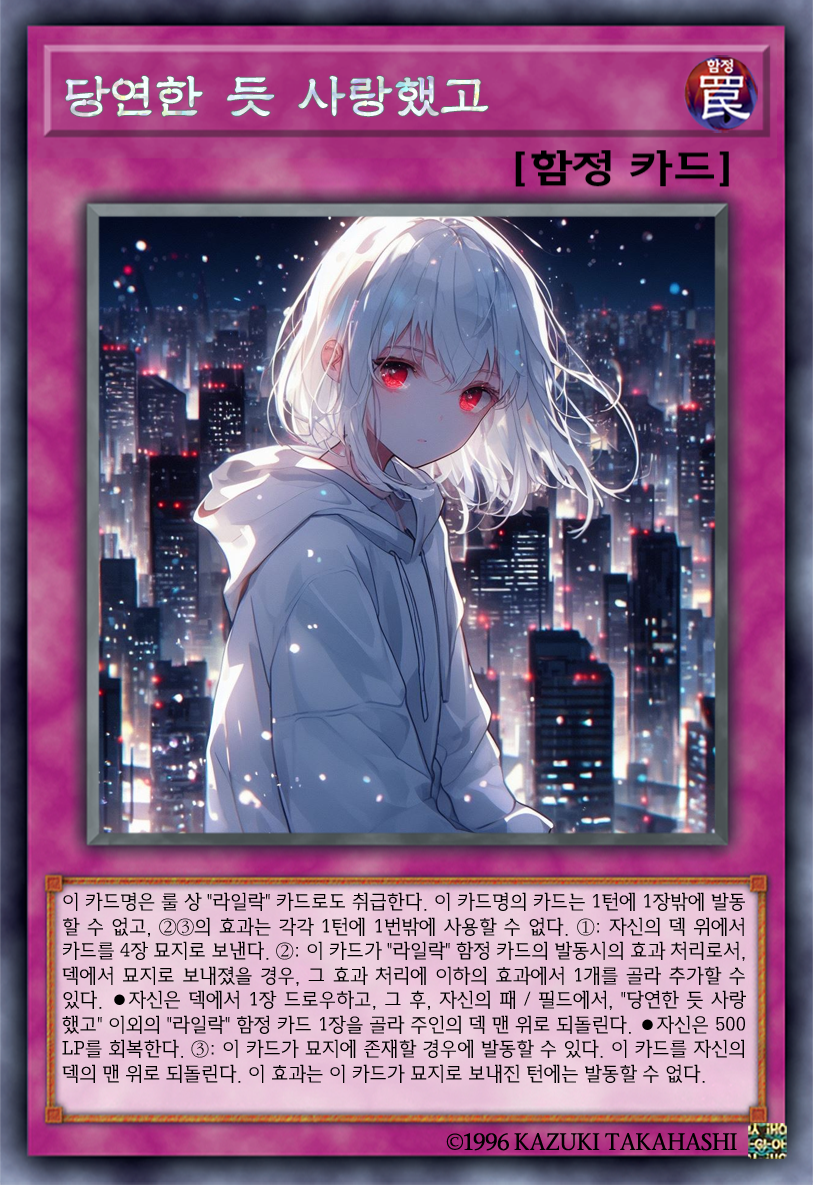 당연한 듯 사랑했고
함정
罠
[함정 카드]
이 카드명은 룰 상 "라일락" 카드로도 취급한다. 이 카드명의 카드는 1턴에 1장밖에 발동
할 수 없고, ②③의 효과는 각각 1턴에 1번밖에 사용할 수 없다. ①: 자신의 덱 위에서
카드를 4장 묘지로 보낸다. ②: 이 카드가 "라일락" 함정 카드의 발동시의 효과 처리로서,
덱에서 묘지로 보내졌을 경우, 그 효과 처리에 이하의 효과에서 1개를 골라 추가할 수
있다. ●자신은 덱에서 1장 드로우하고, 그 후, 자신의 패 / 필드에서, "당연한 듯 사랑
했고" 이외의 "라일락" 함정 카드 1장을 골라 주인의 덱 맨 위로 되돌린다. ●자신은 500
LP를 회복한다. ③: 이 카드가 묘지에 존재할 경우에 발동할 수 있다. 이 카드를 자신의
덱의 맨 위로 되돌린다. 이 효과는 이 카드가 묘지로 보내진 턴에는 발동할 수 없다.
©1996 KAZUKI TAKAHASHI